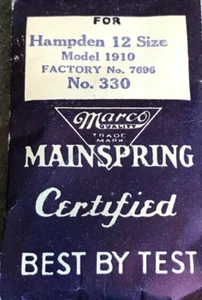 FOR
Hampden 12 Size
Model 1910
FACTORY No. 7696
No. 330
Marco
QUALITY
TRADE
MARK
MAINSPRING
Certified
BEST BY TEST